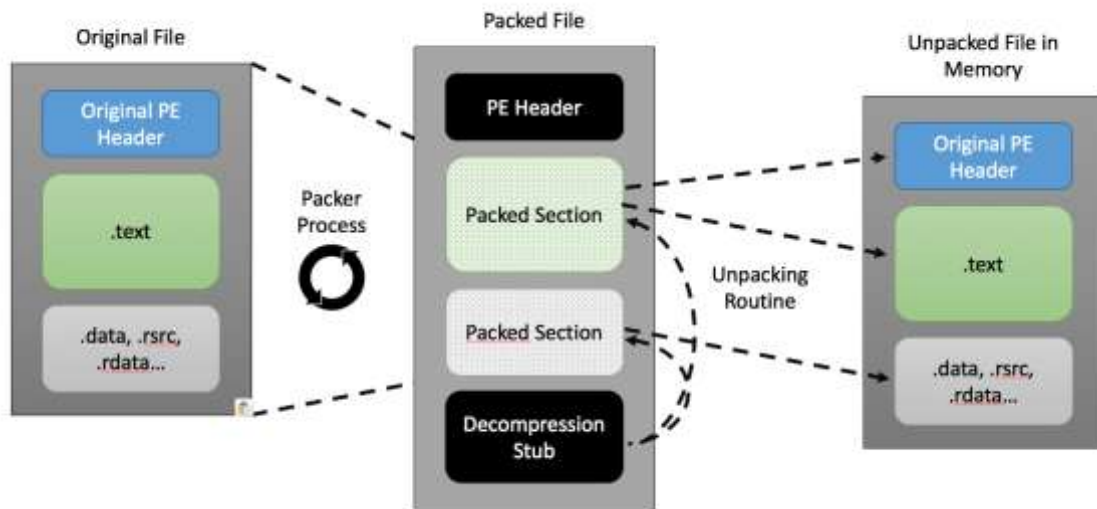 Original File
Original PE
Header
.text
.data, .rsrc,
.rdata...
Packer
Process
Packed File
PE Header
Packed Section
Packed Section
Decompression
Stub
Unpacking
Routine
Unpacked File in
Memory
Original PE
Header
.text
.data, .rsrc,
.rdata...